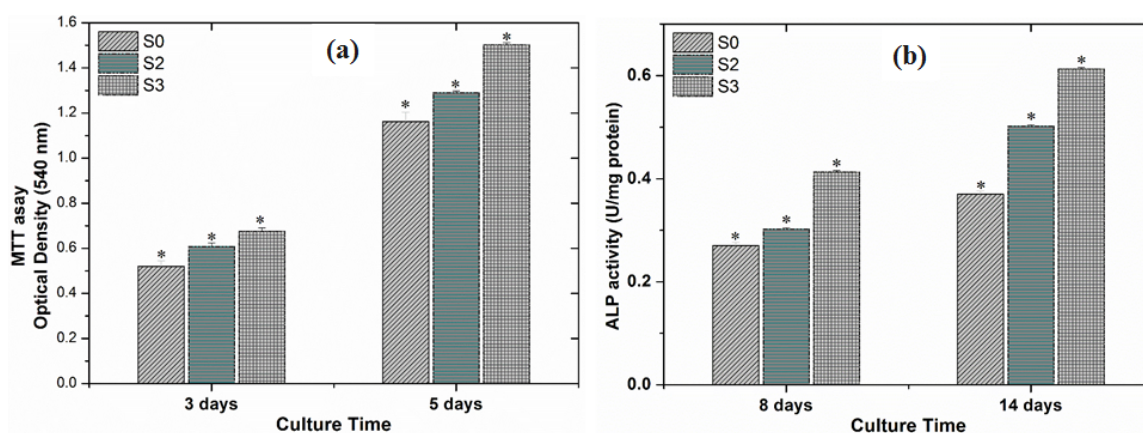 (a)
S0
S2
S3
1.6
1.4
1.2
1.0
0.8
0.6
0.4
0.2
0.0
MTT asay
Optical Density (540 nm)
* * * * * *
3 days 5 days
Culture Time
(b)
S0
S2
S3
0.6
0.4
0.2
0.0
ALP activity (U/mg protein)
* * * * * *
8 days 14 days
Culture Time